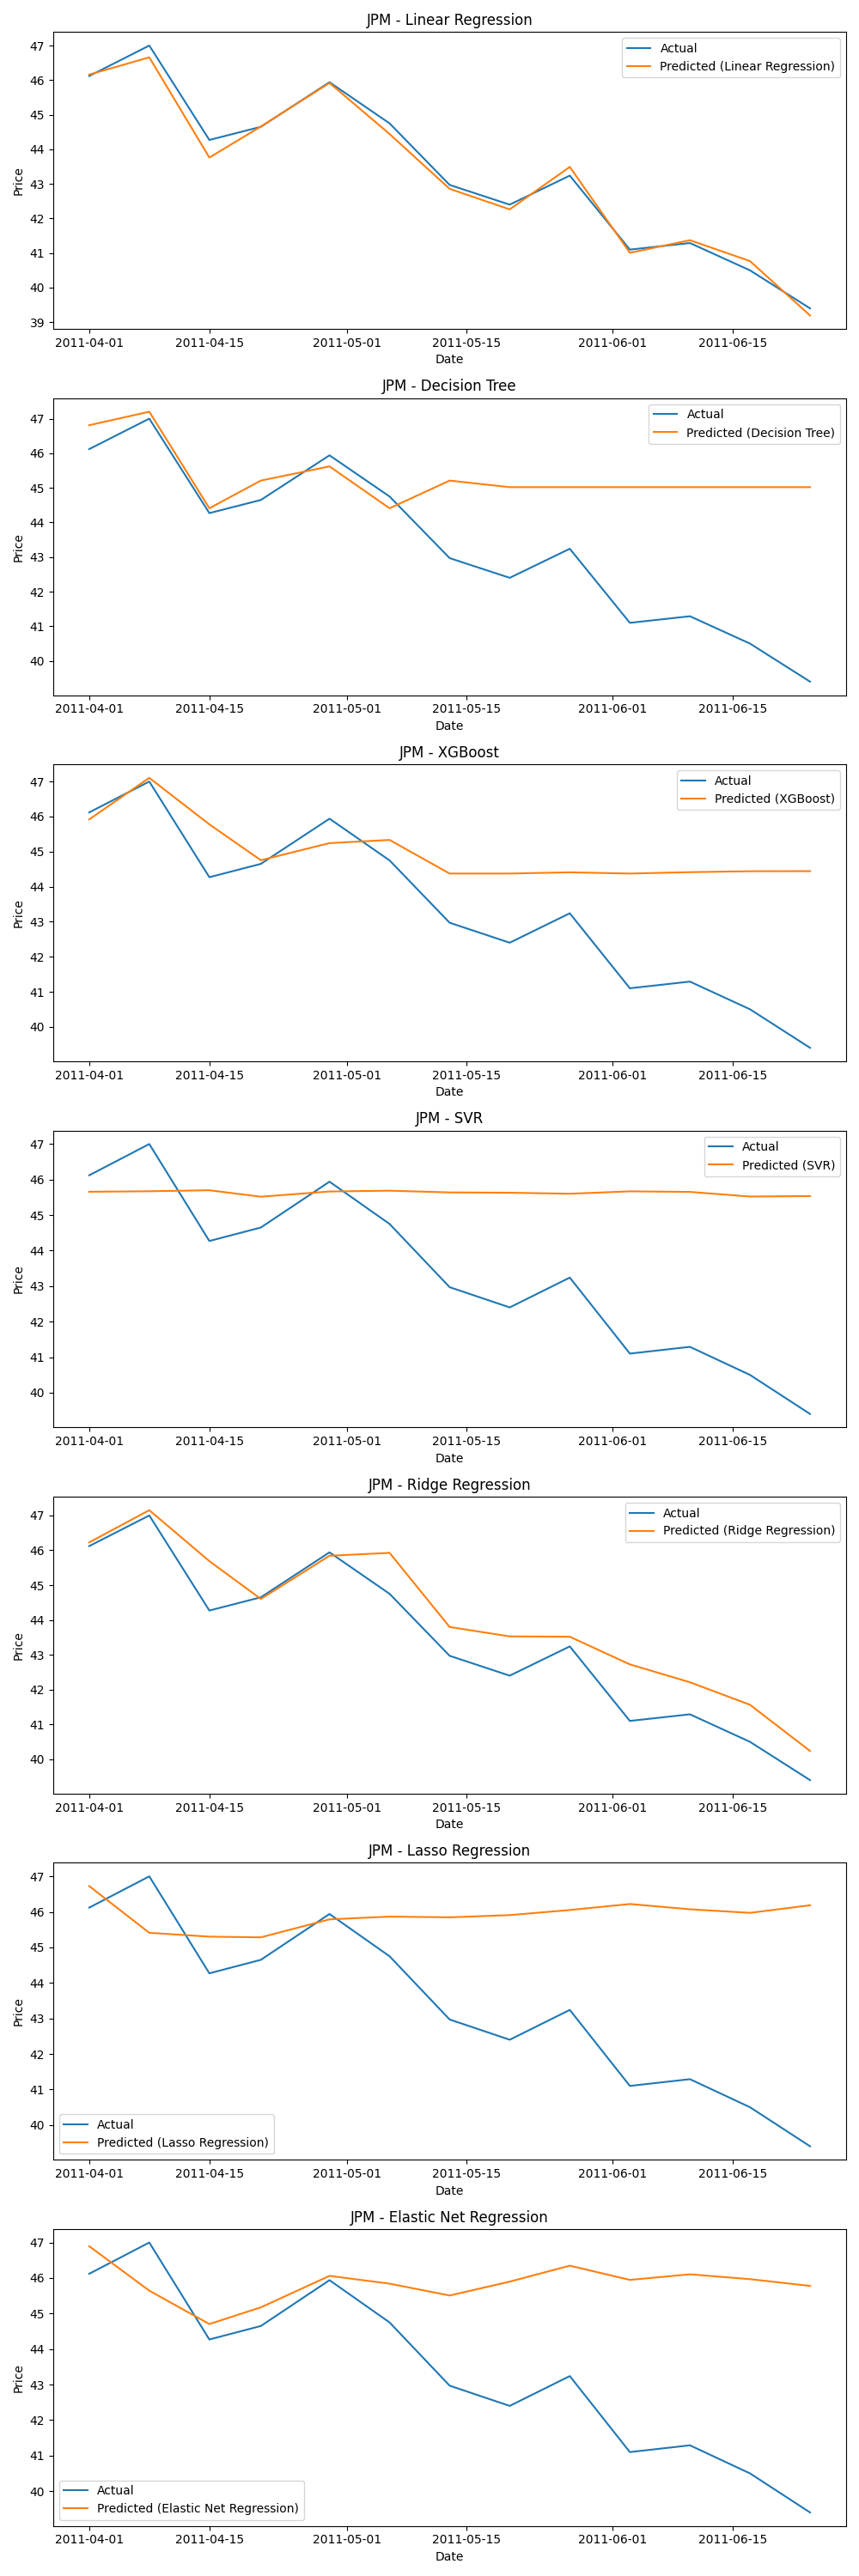 JPM - Linear Regression
Actual
Predicted (Linear Regression)
47
46
45
44
43
42
41
40
39
Price
2011-04-01 2011-04-15 2011-05-01 2011-05-15 2011-06-01 2011-06-15
Date
JPM - Decision Tree
Actual
Predicted (Decision Tree)
47
46
45
44
43
42
41
40
Price
2011-04-01 2011-04-15 2011-05-01 2011-05-15 2011-06-01 2011-06-15
Date
JPM - XGBoost
Actual
Predicted (XGBoost)
47
46
45
44
43
42
41
40
Price
2011-04-01 2011-04-15 2011-05-01 2011-05-15 2011-06-01 2011-06-15
Date
JPM - SVR
Actual
Predicted (SVR)
47
46
45
44
43
42
41
40
Price
2011-04-01 2011-04-15 2011-05-01 2011-05-15 2011-06-01 2011-06-15
Date
JPM - Ridge Regression
Actual
Predicted (Ridge Regression)
47
46
45
44
43
42
41
40
Price
2011-04-01 2011-04-15 2011-05-01 2011-05-15 2011-06-01 2011-06-15
Date
JPM - Lasso Regression
47
46
45
44
43
42
41
40
Price
Actual
Predicted (Lasso Regression)
2011-04-01 2011-04-15 2011-05-01 2011-05-15 2011-06-01 2011-06-15
Date
JPM - Elastic Net Regression
47
46
45
44
43
42
41
40
Price
Actual
Predicted (Elastic Net Regression)
2011-04-01 2011-04-15 2011-05-01 2011-05-15 2011-06-01 2011-06-15
Date